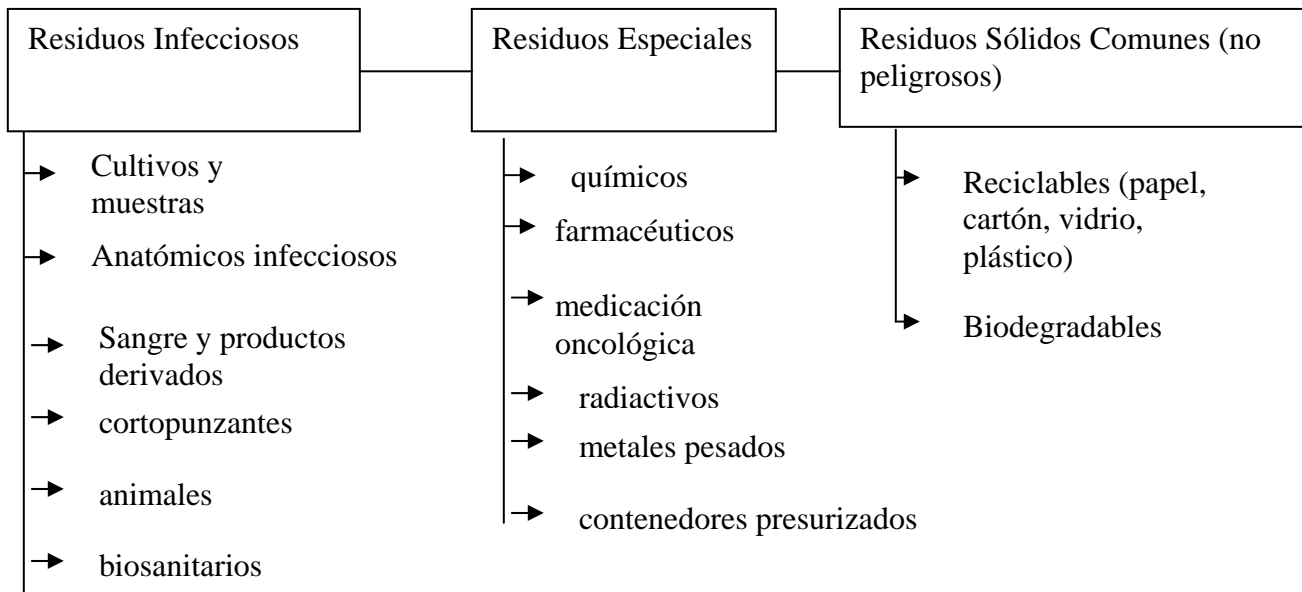 Residuos Infecciosos
Cultivos y
muestras
Anatómicos infecciosos
Sangre y productos
derivados
cortopunzantes
animales
biosanitarios
Residuos Especiales
químicos
farmacéuticos
medicación
oncológica
radiactivos
metales pesados
contenedores presurizados
Residuos Sólidos Comunes (no
peligrosos)
Reciclables (papel,
cartón, vidrio,
plástico)
Biodegradables